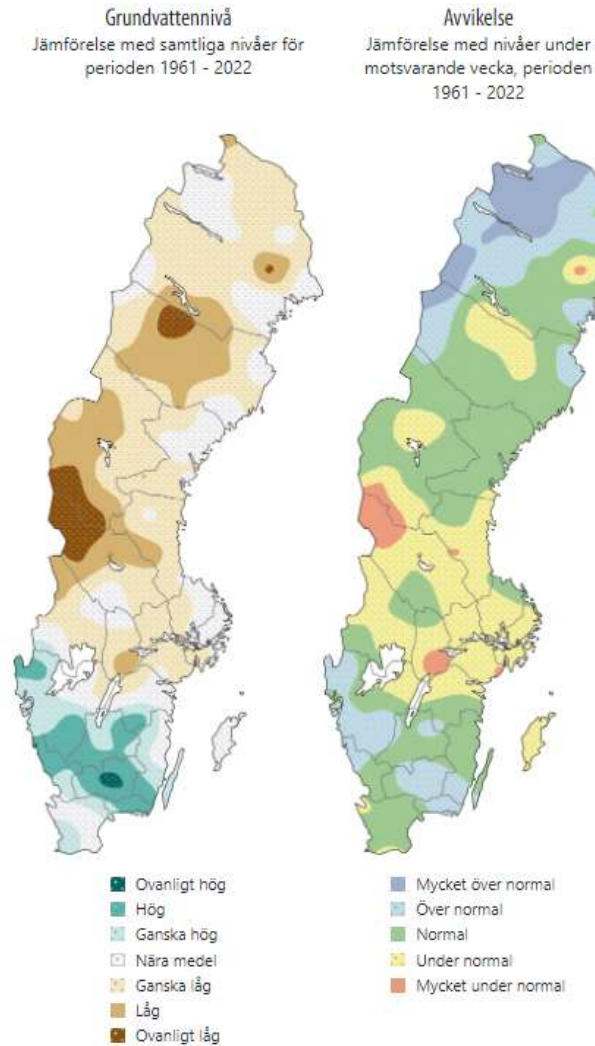 Grundvattennivå
Jämförelse med samtliga nivåer för
perioden 1961 - 2022
Avvikelse
Jämförelse med nivåer under
motsvarande vecka, perioden
1961 - 2022
Ovanligt hög
Hög
Ganska hög
Nära medel
Ganska låg
Låg
Ovanligt låg
Mycket över normal
Över normal
Normal
Under normal
Mycket under normal